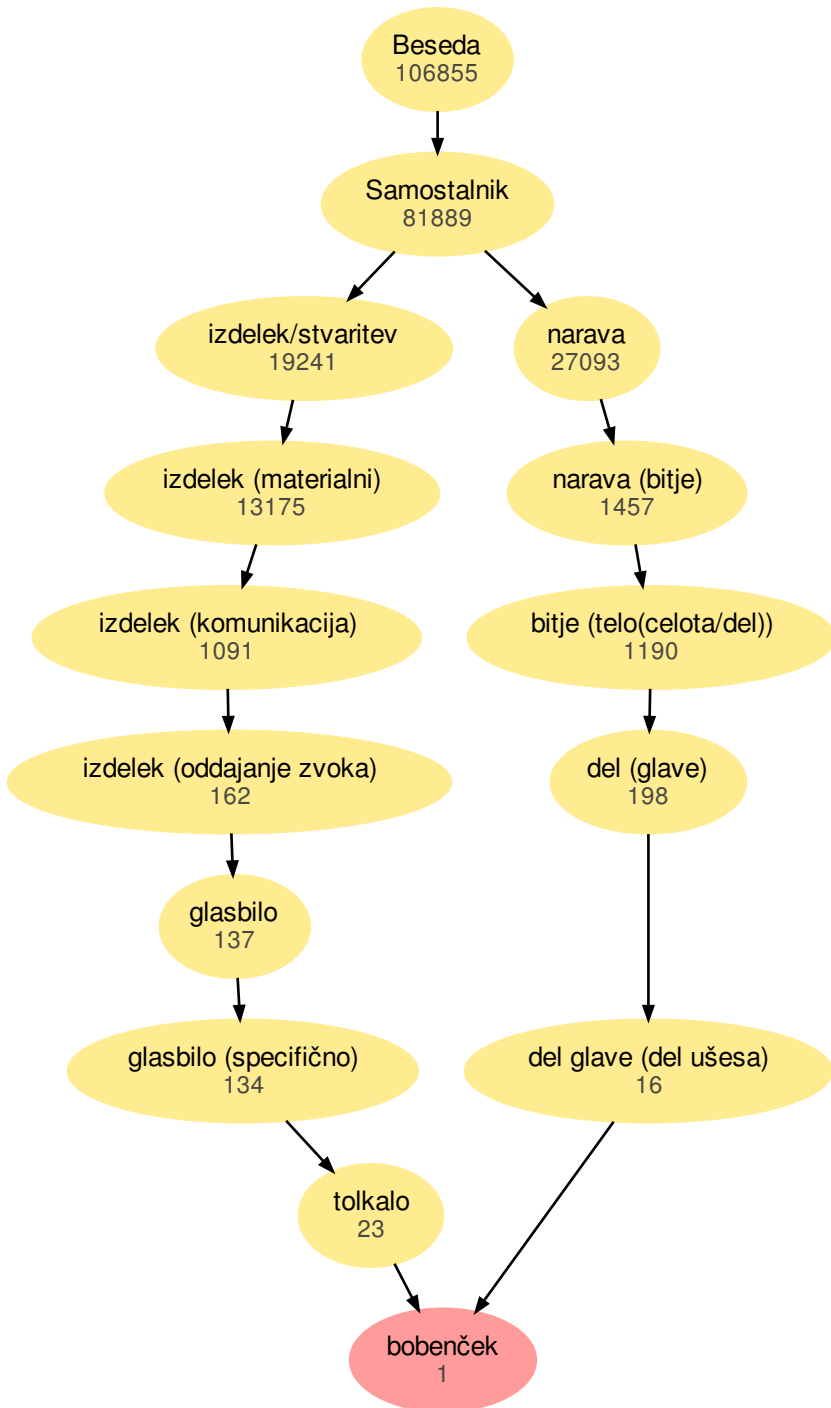 Beseda
106855
Samostalnik
81889
izdelek/stvaritev
19241
narava
27093
izdelek (materialni)
13175
narava (bitje)
1457
izdelek (komunikacija)
1091
bitje (telo(celota/del))
1190
izdelek (oddajanje zvoka)
162
del (glave)
198
glasbilo
137
glasbilo (specifično)
134
del glave (del ušesa)
16
tolkalo
23
bobenček
1